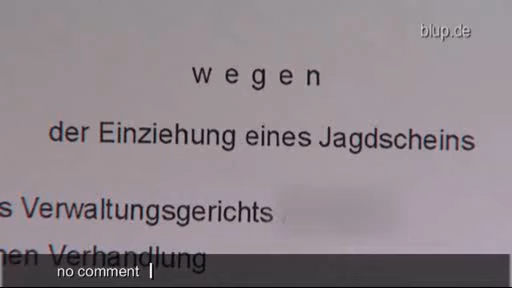 blup.de
w e g e n
der Einziehung eines Jagdscheins
s Verwaltungsgerichts
nen Verhandlung
no comment